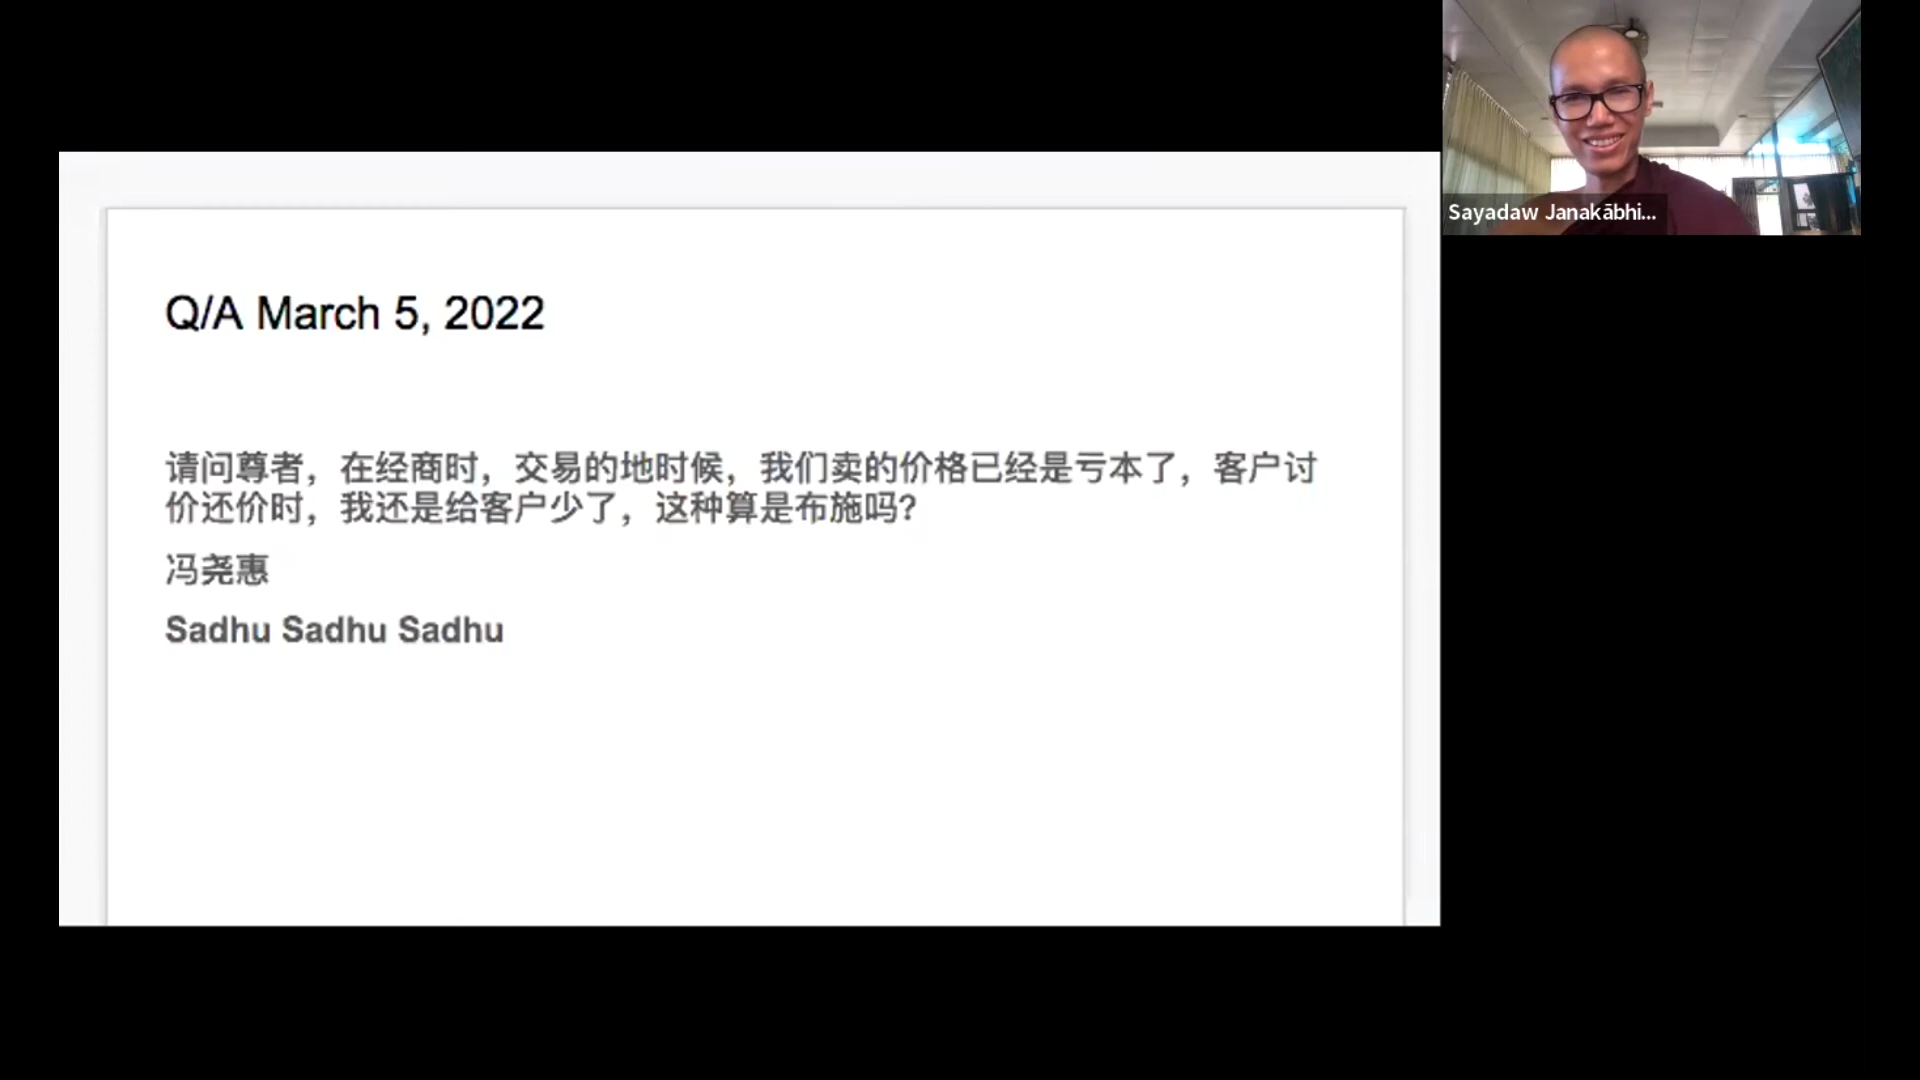 Sayadaw Janakābhi...
Q/A March 5, 2022
请问尊者，在经商时，交易的地时候，我们卖的价格已经是亏本了，客户讨
价还价时，我还是给客户少了，这种算是布施吗?
冯尧惠
Sadhu Sadhu Sadhu